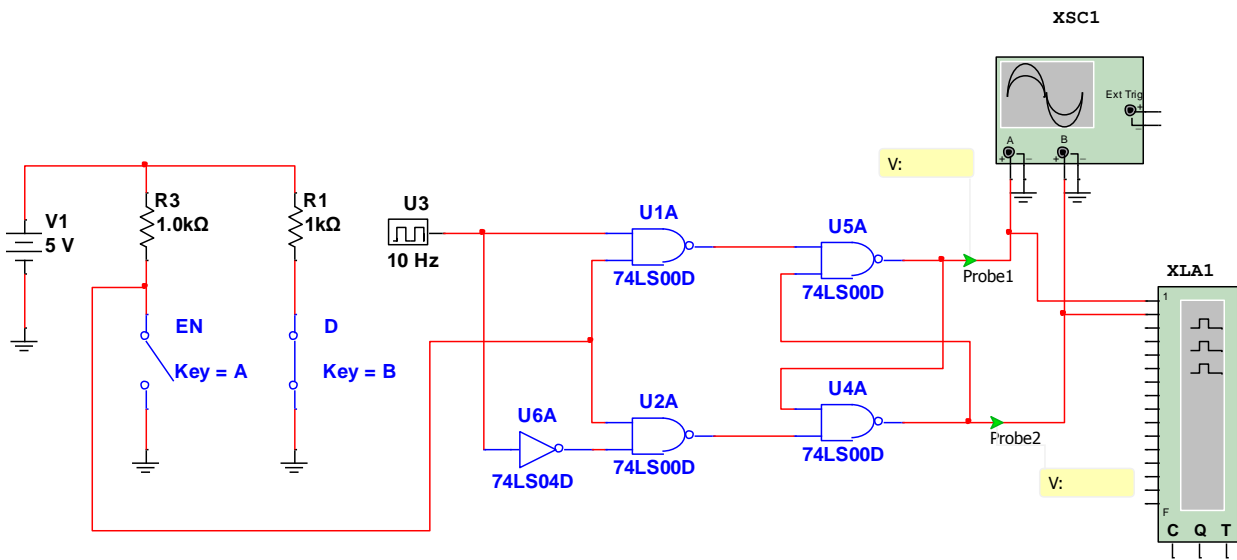 XSC1
Ext Trig
+
–
A
B
+ – + –
V:
V1
5 V
R3
1.0kΩ
R1
1kΩ
U3
10 Hz
U1A
74LS00D
U5A
74LS00D
Probe1
XLA1
1
F
C Q T
EN
Key = A
D
Key = B
U6A
74LS04D
U2A
74LS00D
U4A
74LS00D
Probe2
V: